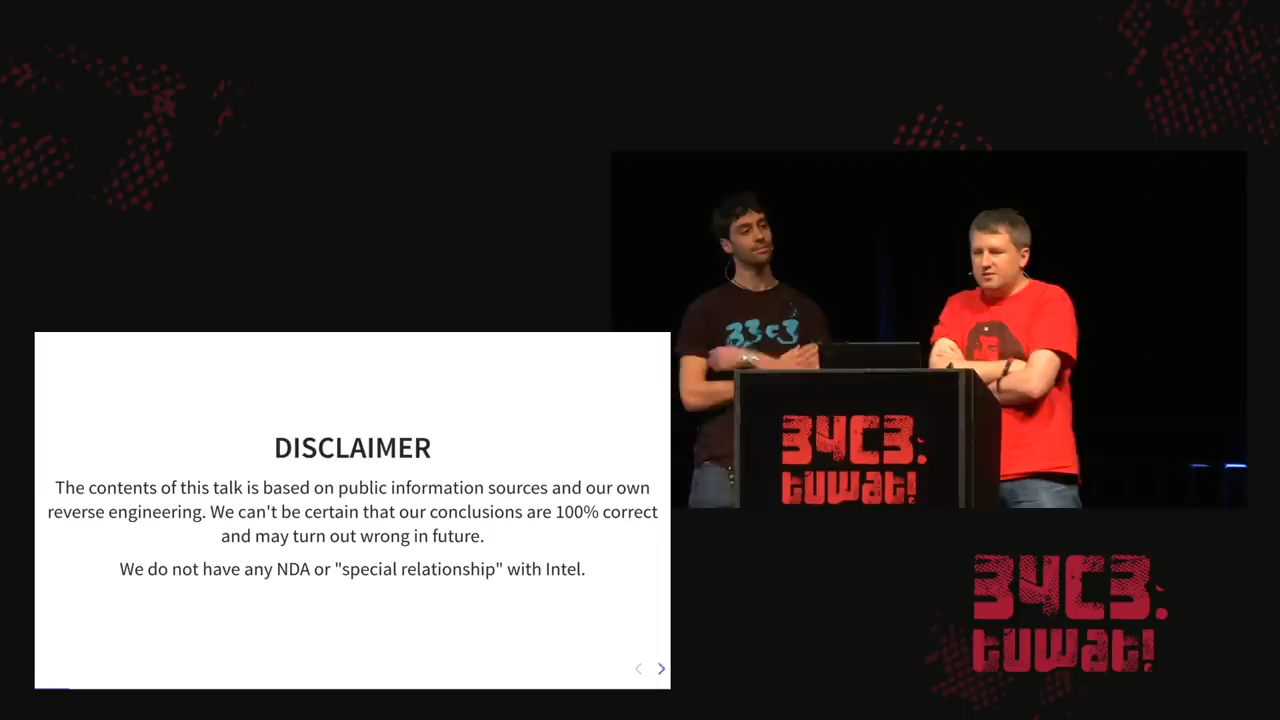 33c3
34C3.
tuwat!
DISCLAIMER
The contents of this talk is based on public information sources and our own
reverse engineering. We can't be certain that our conclusions are 100% correct
and may turn out wrong in future.
We do not have any NDA or "special relationship" with Intel.
34C3.
tuwat!